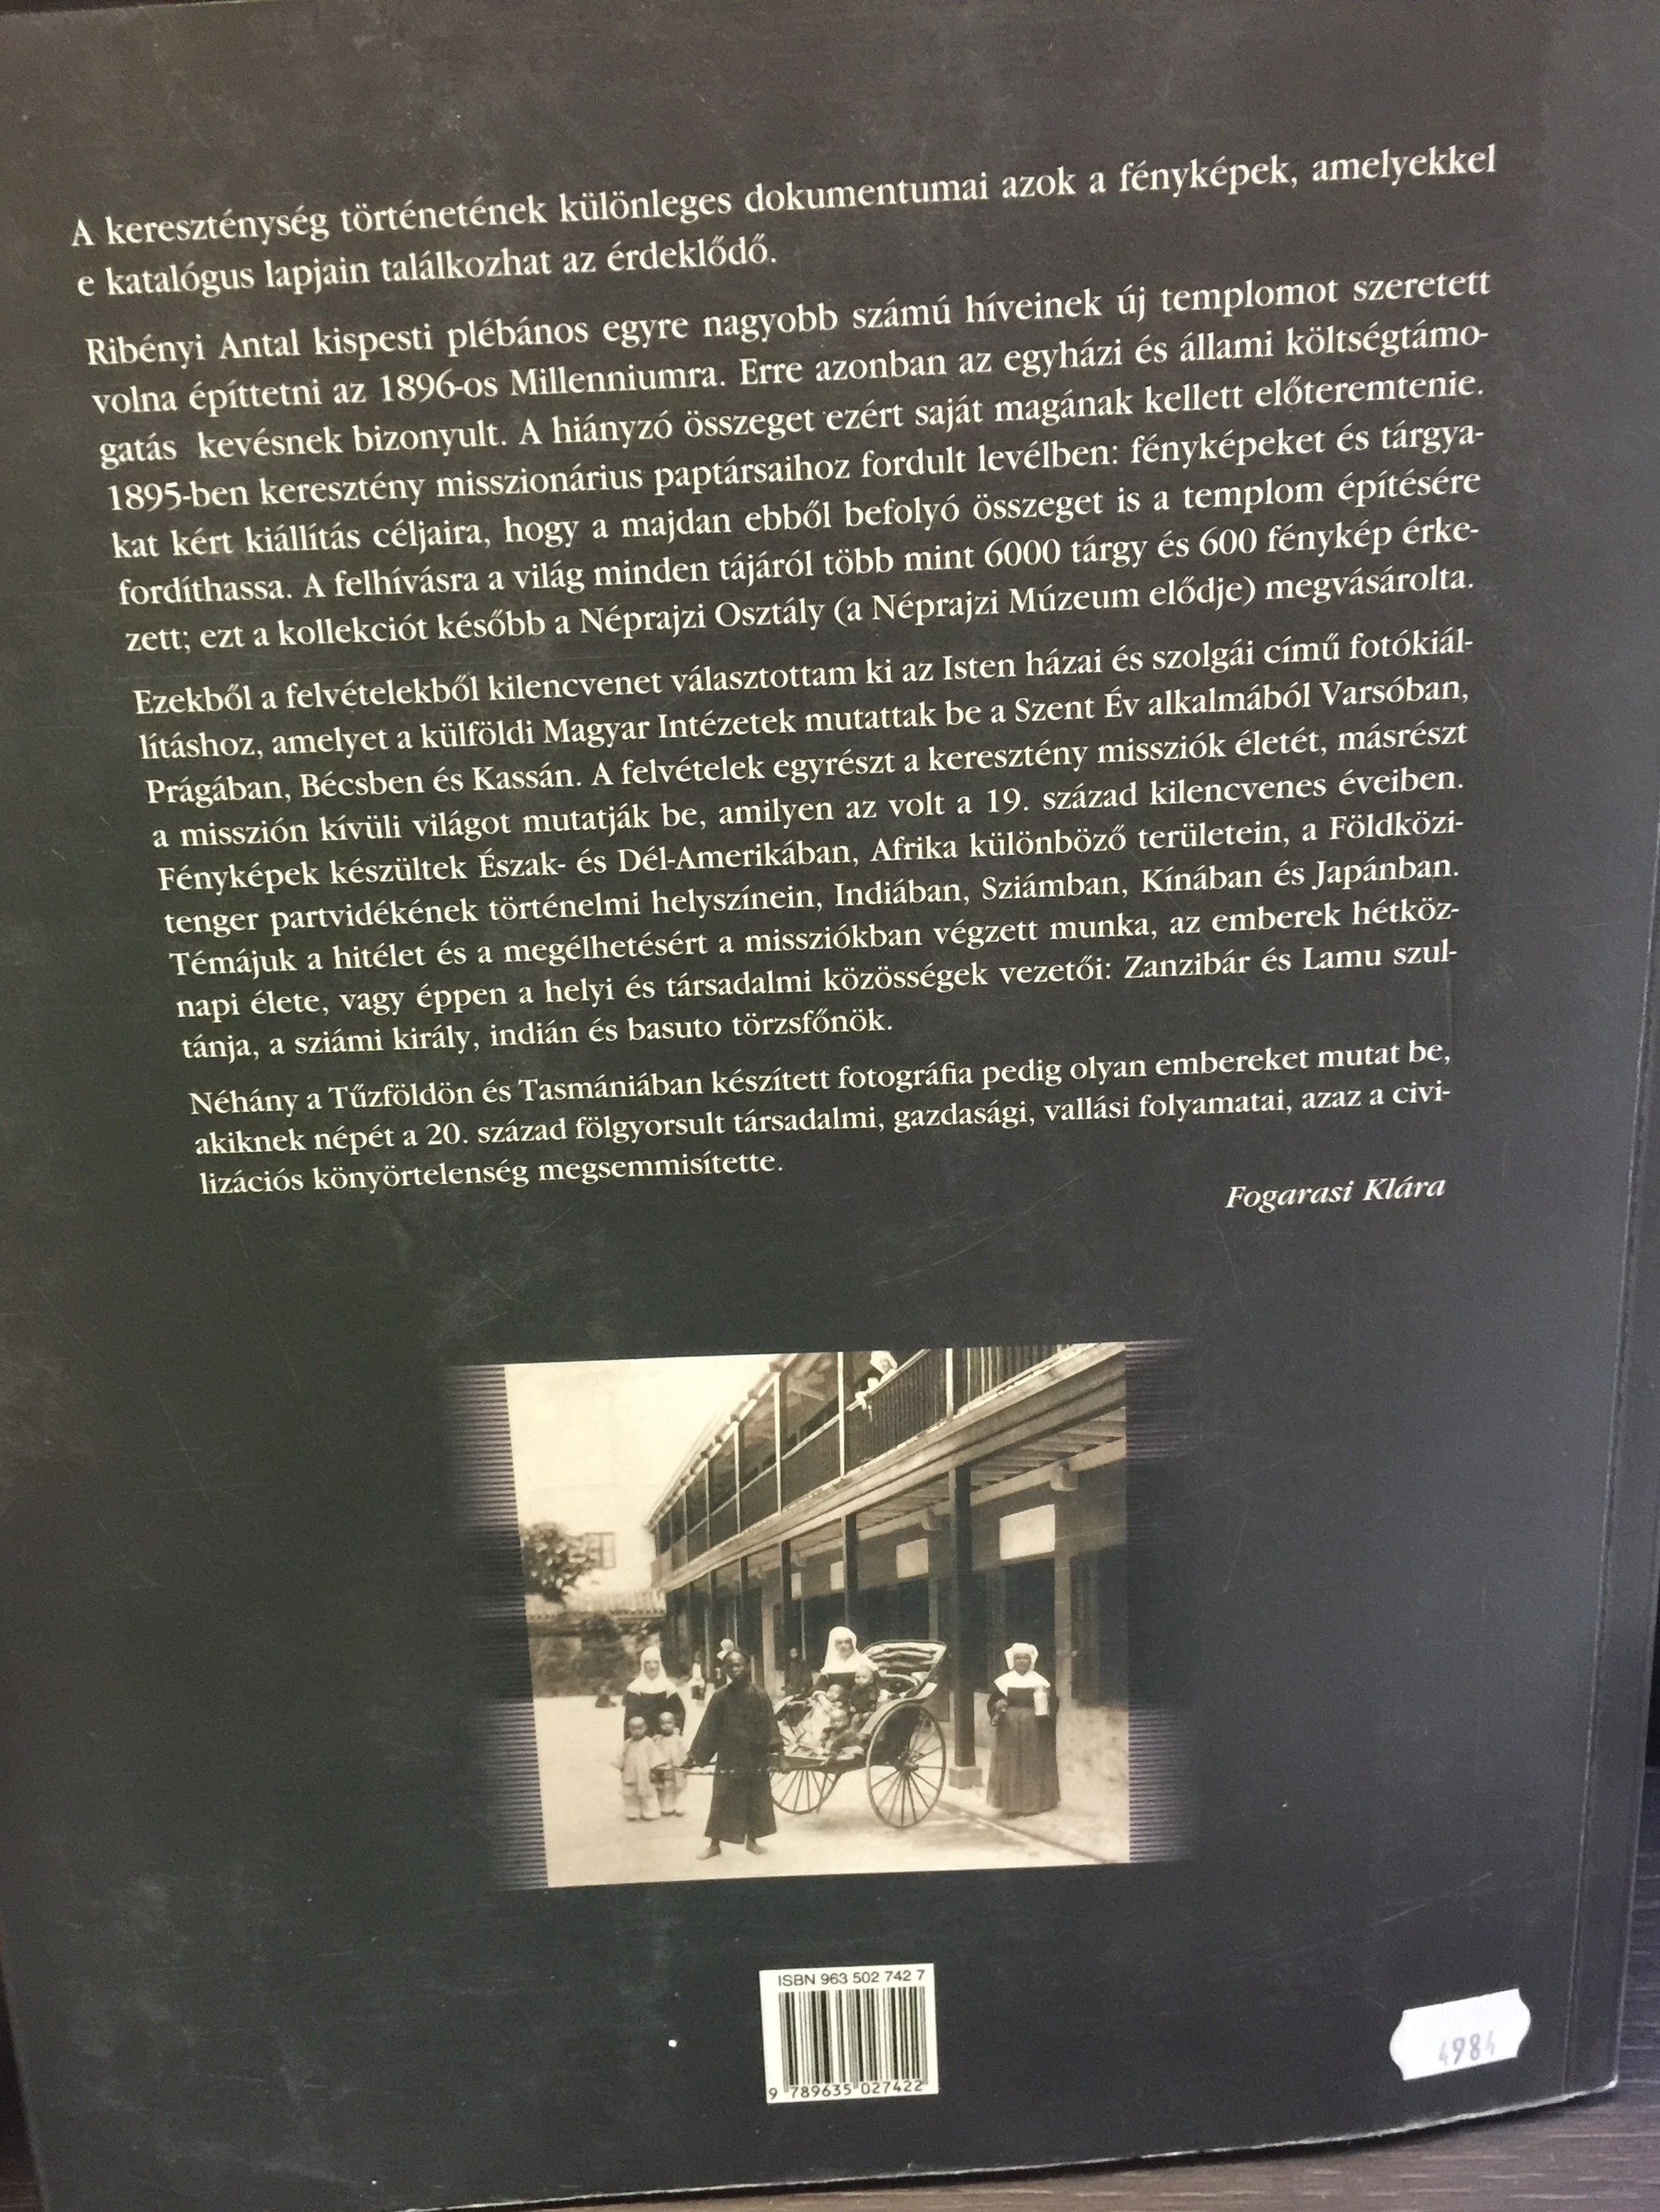 A kereszténység történetének különleges dokumentumai azok a fényképek, amelyekkel
e katalógus lapjain találkozhat az érdeklődő.
Ribényi Antal kispesti plébános egyre nagyobb számú híveinek új templomot szeretett
volna építtetni az 1896-os Millenniumra. Erre azonban az egyházi és állami költségtámo-
gatás kevésnek bizonyult. A hiányzó összeget ezért saját magának kellett előteremtenie.
1895-ben keresztény misszionárius paptársaihoz fordult levélben: fényképeket és tárgya-
kat kért kiállítás céljaira, hogy a majdan ebből befolyó összeget is a templom építésére
fordíthassa. A felhívásra a világ minden tájáról több mint 6000 tárgy és 600 fénykép érke-
zett; ezt a kollekciót később a Néprajzi Osztály (a Néprajzi Múzeum elődje) megvásárolta.
Ezekből a felvételekből kilencvenet választottam ki az Isten házai és szolgái című fotókiál-
lításhoz, amelyet a külföldi Magyar Intézetek mutattak be a Szent Év alkalmából Varsóban,
Prágában, Bécsben és Kassán. A felvételek egyrészt a keresztény missziók életét, másrészt
a misszión kívüli világot mutatják be, amilyen az volt a 19. század kilencvenes éveiben.
Fényképek készültek Észak- és Dél-Amerikában, Afrika különböző területein, a Földközi-
tenger partvidékének történelmi helyszínein, Indiában, Sziámban, Kínában és Japánban.
Témájuk a hitélet és a megélhetésért a missziókban végzett munka, az emberek hétköz-
napi élete, vagy éppen a helyi és társadalmi közösségek vezetői: Zanzibár és Lamu szul-
tánja, a sziámi király, indián és basuto törzsfőnök.
Néhány a Tűzföldön és Tasmániában készített fotográfia pedig olyan embereket mutat be,
akiknek népét a 20. század fölgyorsult társadalmi, gazdasági, vallási folyamatai, azaz a civi-
lizációs könyörtelenség megsemmisítette.
Fogarasi Klára
ISBN 963 502 742 7
9 789635 027422
4984